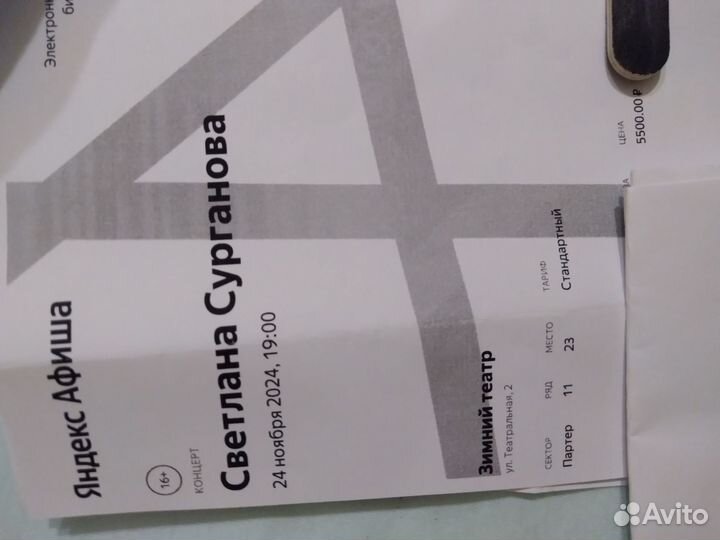 Яндекс Афиша
16+
КОНЦЕРТ
Светлана Сурганова
24 ноября 2024, 19:00
Зимний театр
ул. Театральная, 2
СЕКТОР РЯД МЕСТО ТАРИФ ЦЕНА
Партер 11 23 Стандартный 5500.00 ₽
Avito